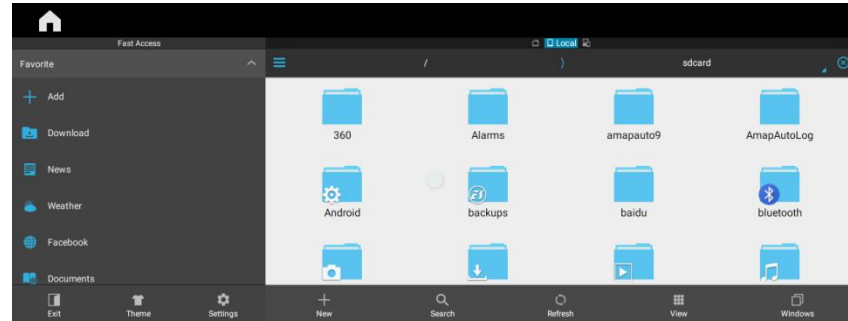 Fast Access
Local
Favorite
/ sdcard
Add
Download
News
Weather
Facebook
Documents
360 Alarms amapauto9 AmapAutoLog
Android backups baidu bluetooth
Exit Theme Settings New Search Refresh View Windows